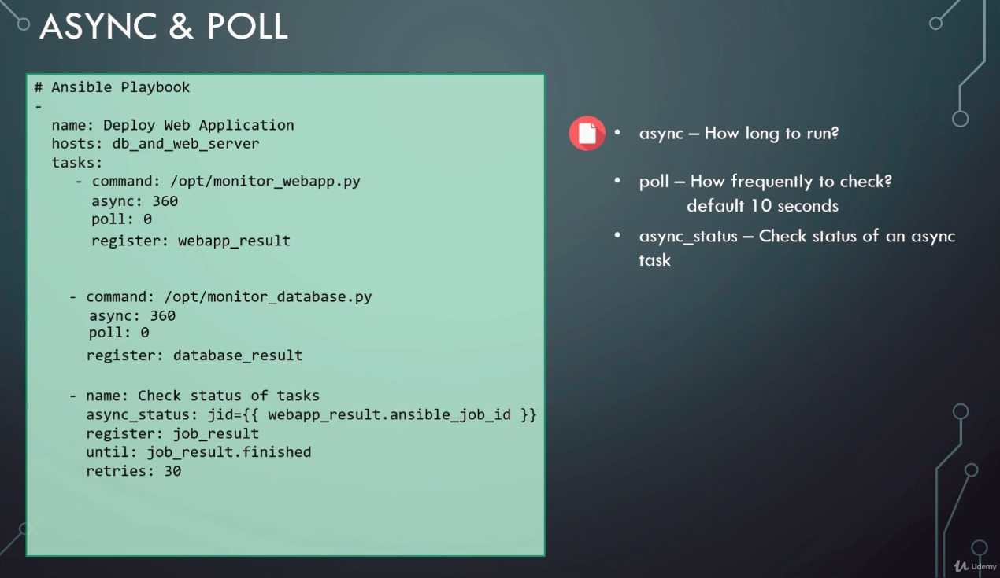 ASYNC & POLL
# Ansible Playbook
-
name: Deploy Web Application
hosts: db_and_web_server
tasks:
- command: /opt/monitor_webapp.py
async: 360
poll: 0
register: webapp_result
- command: /opt/monitor_database.py
async: 360
poll: 0
register: database_result
- name: Check status of tasks
async_status: jid={{ webapp_result.ansible_job_id }}
register: job_result
until: job_result.finished
retries: 30
• async – How long to run?
• poll – How frequently to check?
default 10 seconds
• async_status – Check status of an async
task
Udemy